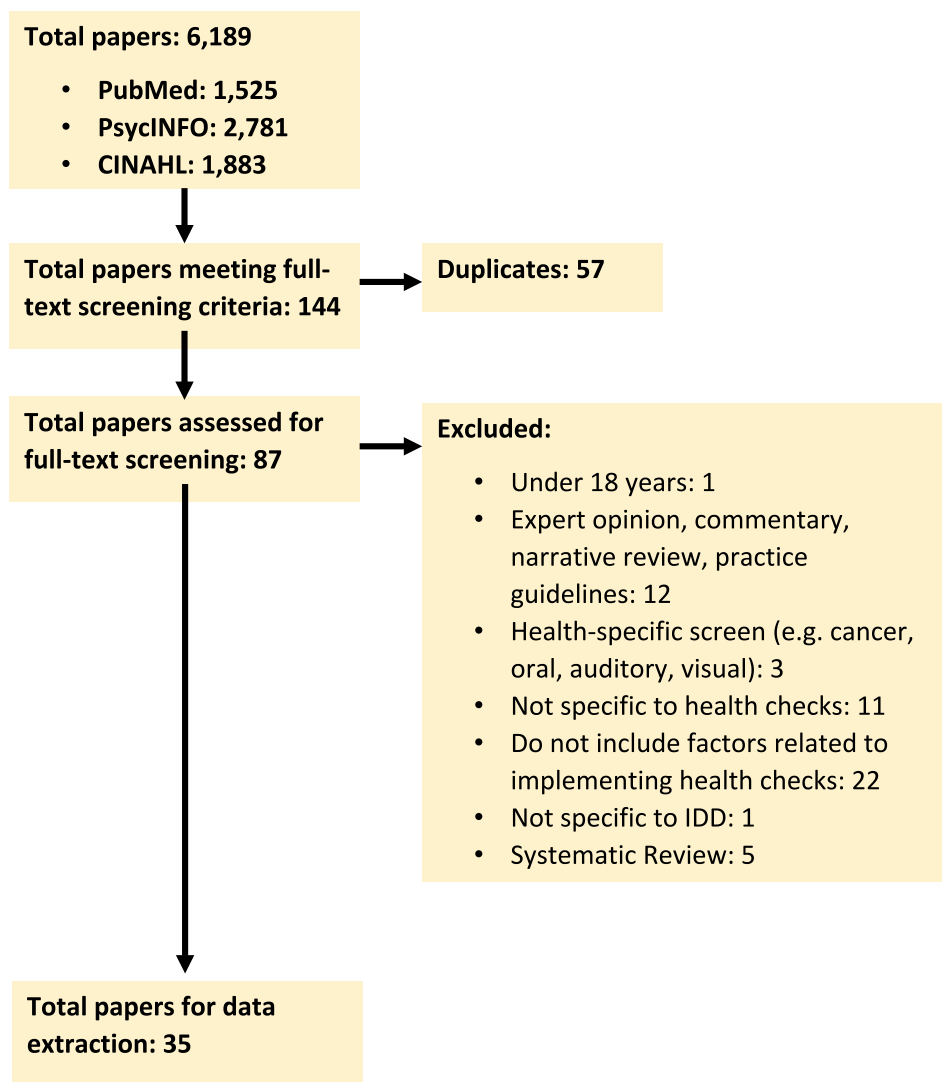 Total papers: 6,189
• PubMed: 1,525
• PsycINFO: 2,781
• CINAHL: 1,883
Total papers meeting full-
text screening criteria: 144
Duplicates: 57
Total papers assessed for
full-text screening: 87
Excluded:
• Under 18 years: 1
• Expert opinion, commentary,
narrative review, practice
guidelines: 12
• Health-specific screen (e.g. cancer,
oral, auditory, visual): 3
• Not specific to health checks: 11
• Do not include factors related to
implementing health checks: 22
• Not specific to IDD: 1
• Systematic Review: 5
Total papers for data
extraction: 35